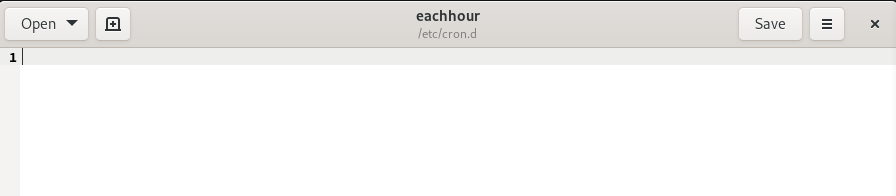 Open
eachhour
/etc/cron.d
Save
1